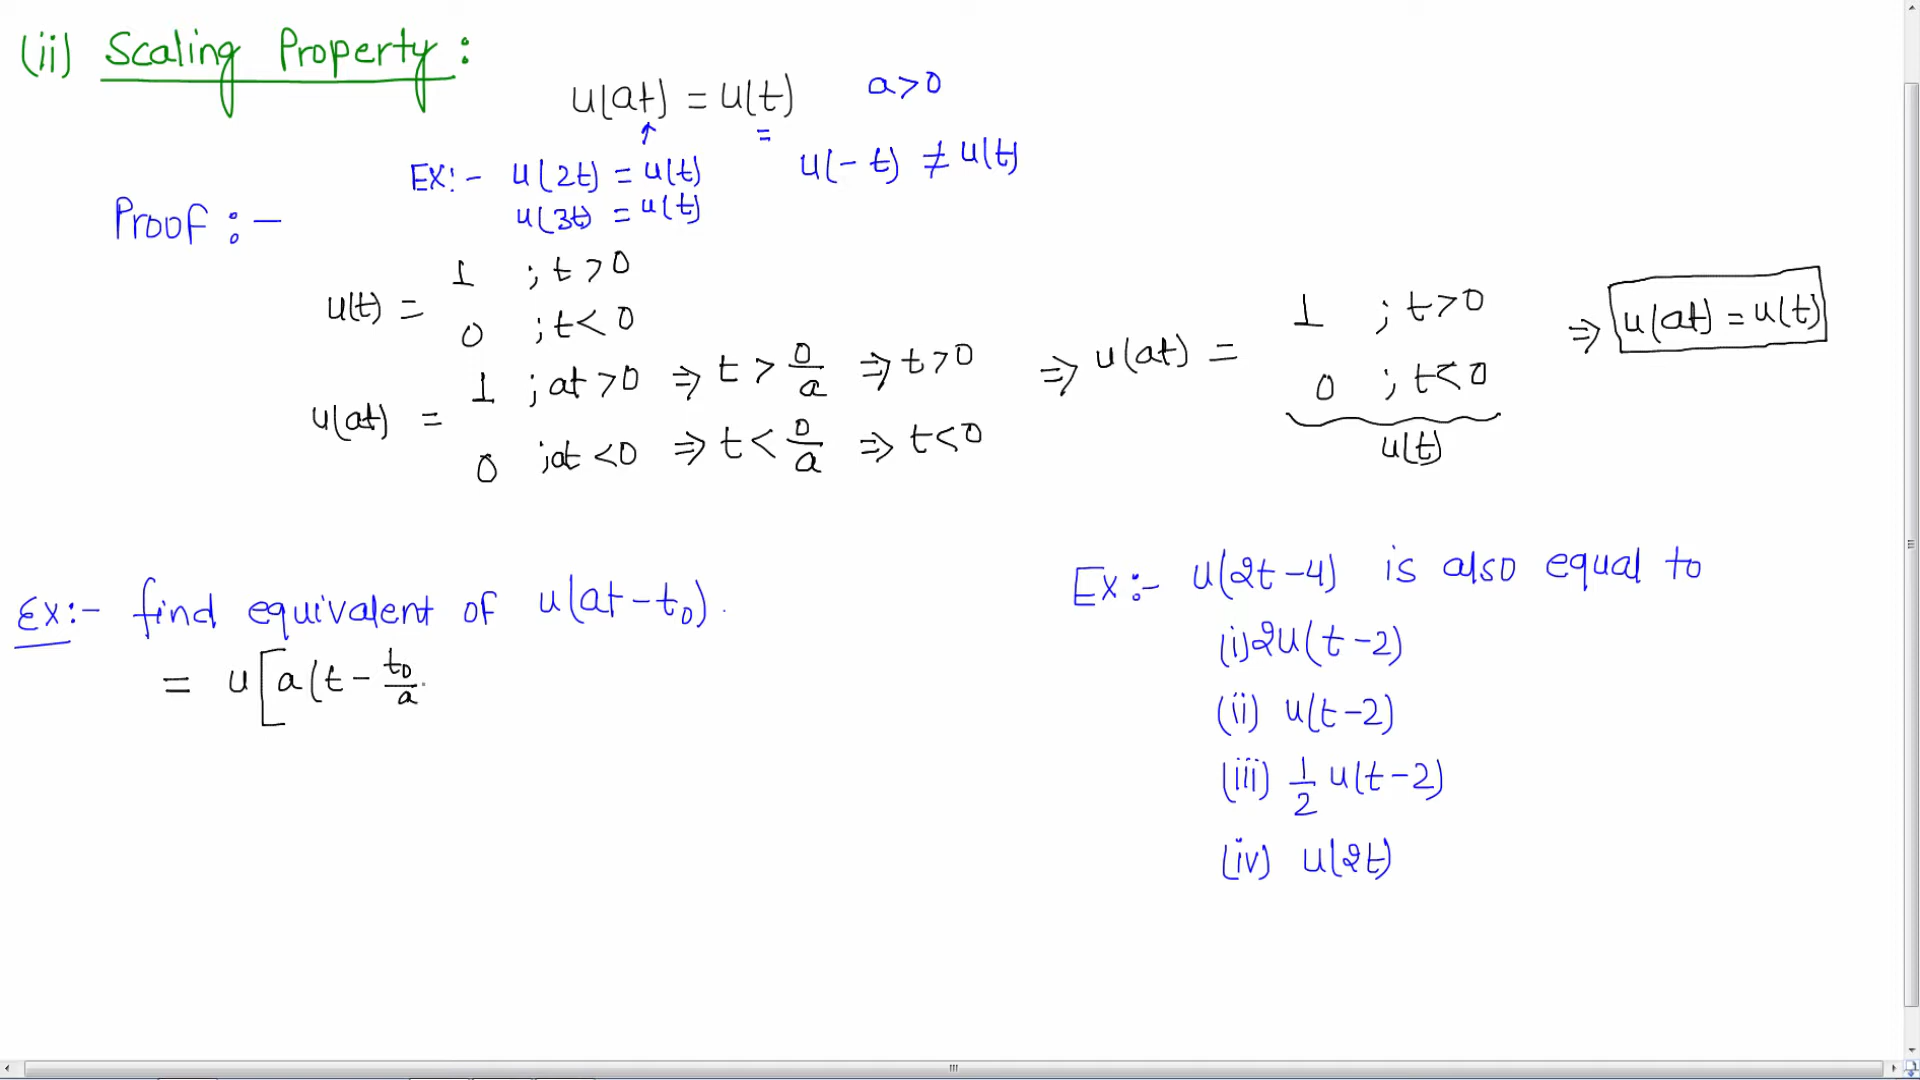 (ii) Scaling Property :
u(at) = u(t) a>0
↑ =
EX:- u(2t) = u(t) u(-t) ≠ u(t)
u(3t) = u(t)
Proof :-
u(t) = 1 ; t>0
0 ; t<0
u(at) = 1 ; at>0 ⇒ t > 0/a ⇒ t>0
0 ; at<0 ⇒ t < 0/a ⇒ t<0
⇒ u(at) = 1 ; t>0
0 ; t<0
u(t)
⇒ u(at) = u(t)
Ex:- find equivalent of u(at-t₀).
= u[a(t- t₀/a
Ex:- u(2t-4) is also equal to
(i) 2u(t-2)
(ii) u(t-2)
(iii) 1/2 u(t-2)
(iv) u(2t)